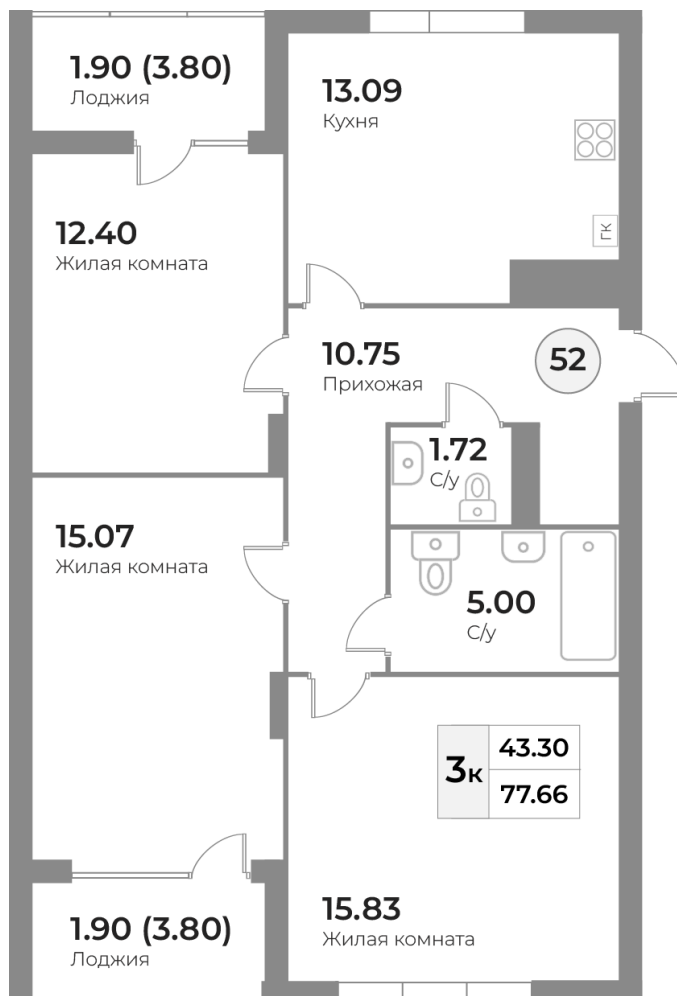 1.90 (3.80)
Лоджия
13.09
Кухня
ГК
12.40
Жилая комната
10.75
Прихожая
52
1.72
С/у
15.07
Жилая комната
5.00
С/у
3к
43.30
77.66
15.83
Жилая комната
1.90 (3.80)
Лоджия